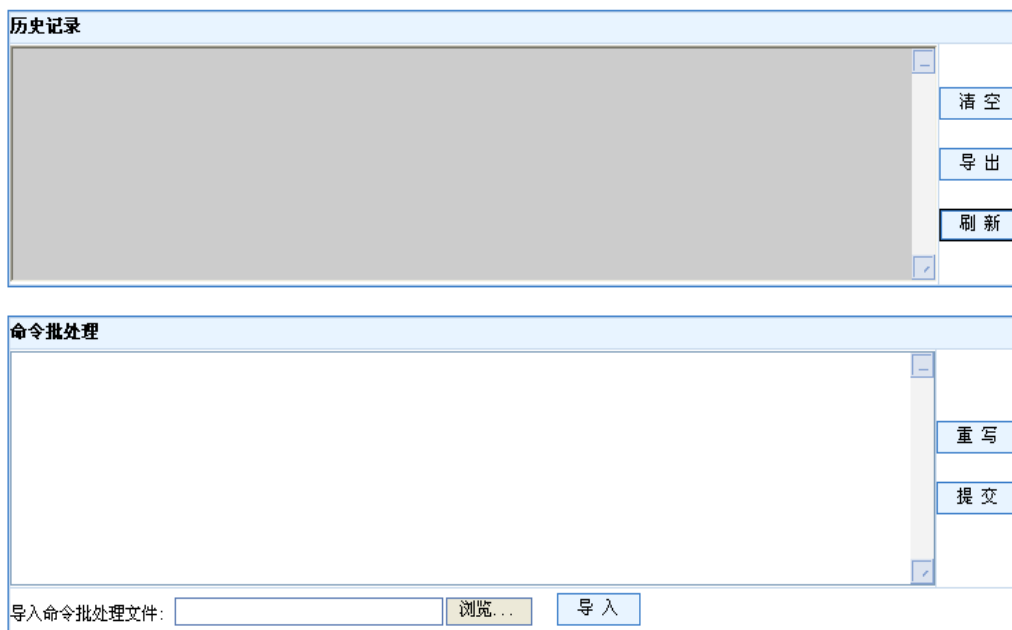 历史记录
清 空
导 出
刷 新
命令批处理
重 写
提 交
导入命令批处理文件: 浏览... 导 入